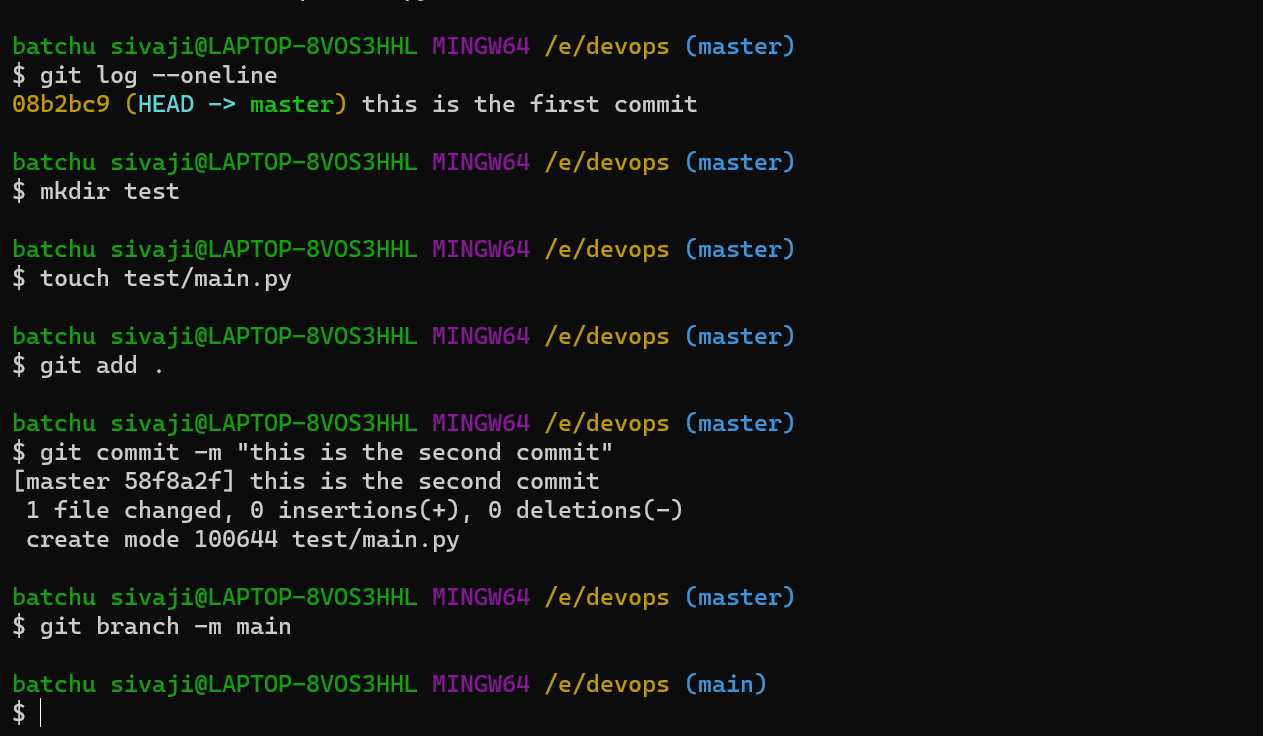 batchu sivaji@LAPTOP-8VOS3HHL MINGW64 /e/devops (master)
$ git log --oneline
08b2bc9 (HEAD -> master) this is the first commit
batchu sivaji@LAPTOP-8VOS3HHL MINGW64 /e/devops (master)
$ mkdir test
batchu sivaji@LAPTOP-8VOS3HHL MINGW64 /e/devops (master)
$ touch test/main.py
batchu sivaji@LAPTOP-8VOS3HHL MINGW64 /e/devops (master)
$ git add .
batchu sivaji@LAPTOP-8VOS3HHL MINGW64 /e/devops (master)
$ git commit -m "this is the second commit"
[master 58f8a2f] this is the second commit
 1 file changed, 0 insertions(+), 0 deletions(-)
 create mode 100644 test/main.py
batchu sivaji@LAPTOP-8VOS3HHL MINGW64 /e/devops (master)
$ git branch -m main
batchu sivaji@LAPTOP-8VOS3HHL MINGW64 /e/devops (main)
$